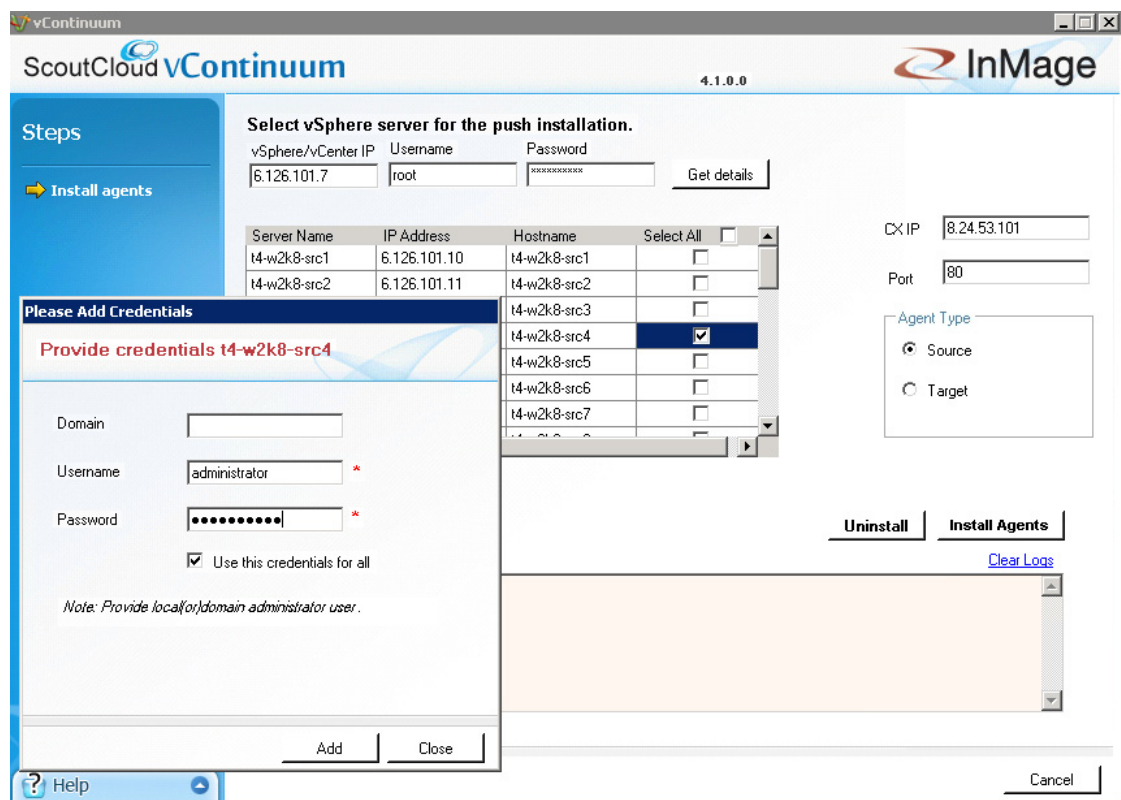 vContinuum
ScoutCloud vContinuum
4.1.0.0
InMage
Steps
Install agents
Select vSphere server for the push installation.
vSphere/vCenter IP Username Password
6.126.101.7 root ×××××××××× Get details
Server Name IP Address Hostname Select All
t4-w2k8-src1 6.126.101.10 t4-w2k8-src1
t4-w2k8-src2 6.126.101.11 t4-w2k8-src2
t4-w2k8-src3
t4-w2k8-src4
t4-w2k8-src5
t4-w2k8-src6
t4-w2k8-src7
CX IP 8.24.53.101
Port 80
Agent Type
Source
Target
Please Add Credentials
Provide credentials t4-w2k8-src4
Domain
Username administrator *
Password ●●●●●●●●●● *
Use this credentials for all
Note: Provide local(or)domain administrator user .
Add Close
Uninstall Install Agents
Clear Logs
? Help
Cancel